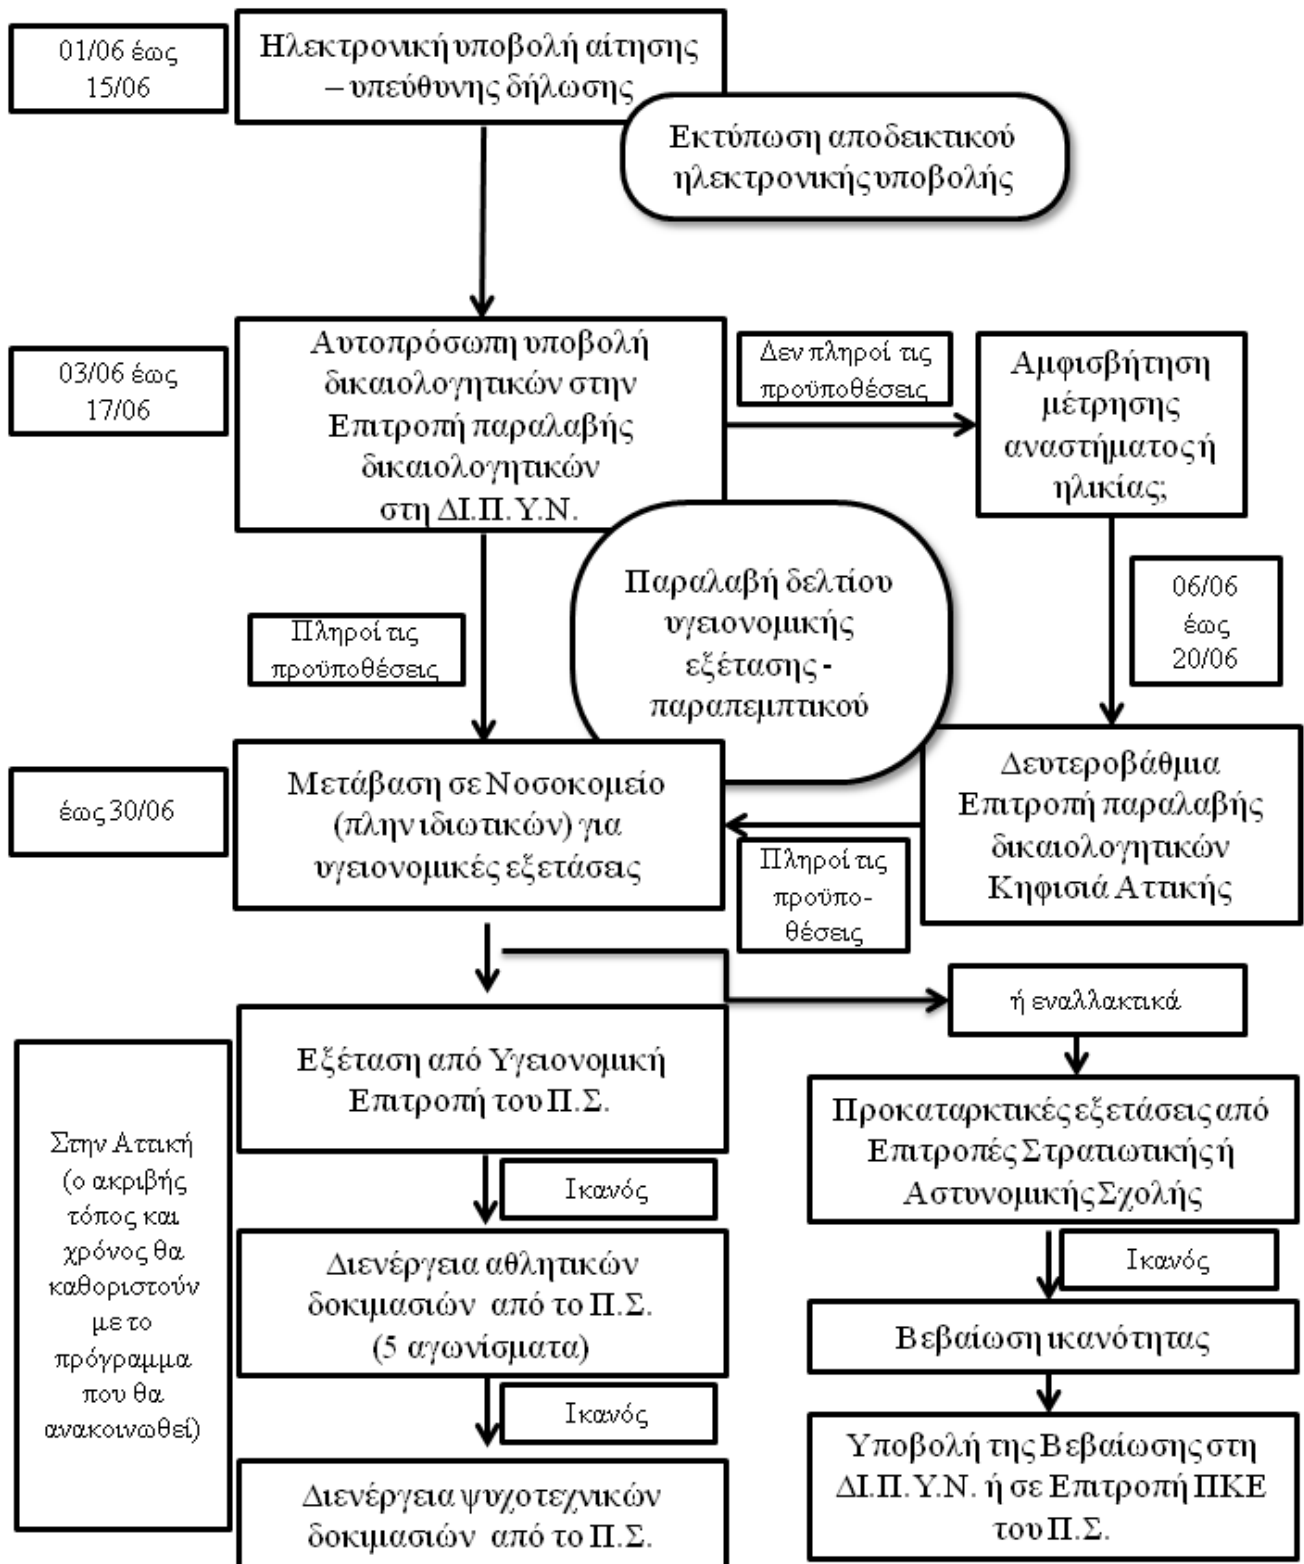 01/06 έως
15/06
Ηλεκτρονική υποβολή αίτησης
– υπεύθυνης δήλωσης
Εκτύπωση αποδεικτικού
ηλεκτρονικής υποβολής
03/06 έως
17/06
Αυτοπρόσωπη υποβολή
δικαιολογητικών στην
Επιτροπή παραλαβής
δικαιολογητικών
στη ΔΙ.Π.Υ.Ν.
Δεν πληροί τις
προϋποθέσεις
Αμφισβήτηση
μέτρησης
αναστήματος ή
ηλικίας;
Πληροί τις
προϋποθέσεις
Παραλαβή δελτίου
υγειονομικής
εξέτασης -
παραπεμπτικού
06/06
έως
20/06
έως 30/06
Μετάβαση σε Νοσοκομείο
(πλην ιδιωτικών) για
υγειονομικές εξετάσεις
Πληροί τις
προϋπο-
θέσεις
Δευτεροβάθμια
Επιτροπή παραλαβής
δικαιολογητικών
Κηφισιά Αττικής
ή εναλλακτικά
Στην Αττική
(ο ακριβής
τόπος και
χρόνος θα
καθοριστούν
με το
πρόγραμμα
που θα
ανακοινωθεί)
Εξέταση από Υγειονομική
Επιτροπή του Π.Σ.
Ικανός
Διενέργεια αθλητικών
δοκιμασιών από το Π.Σ.
(5 αγωνίσματα)
Ικανός
Διενέργεια ψυχοτεχνικών
δοκιμασιών από το Π.Σ.
Προκαταρκτικές εξετάσεις από
Επιτροπές Στρατιωτικής ή
Αστυνομικής Σχολής
Ικανός
Βεβαίωση ικανότητας
Υποβολή της Βεβαίωσης στη
ΔΙ.Π.Υ.Ν. ή σε Επιτροπή ΠΚΕ
του Π.Σ.